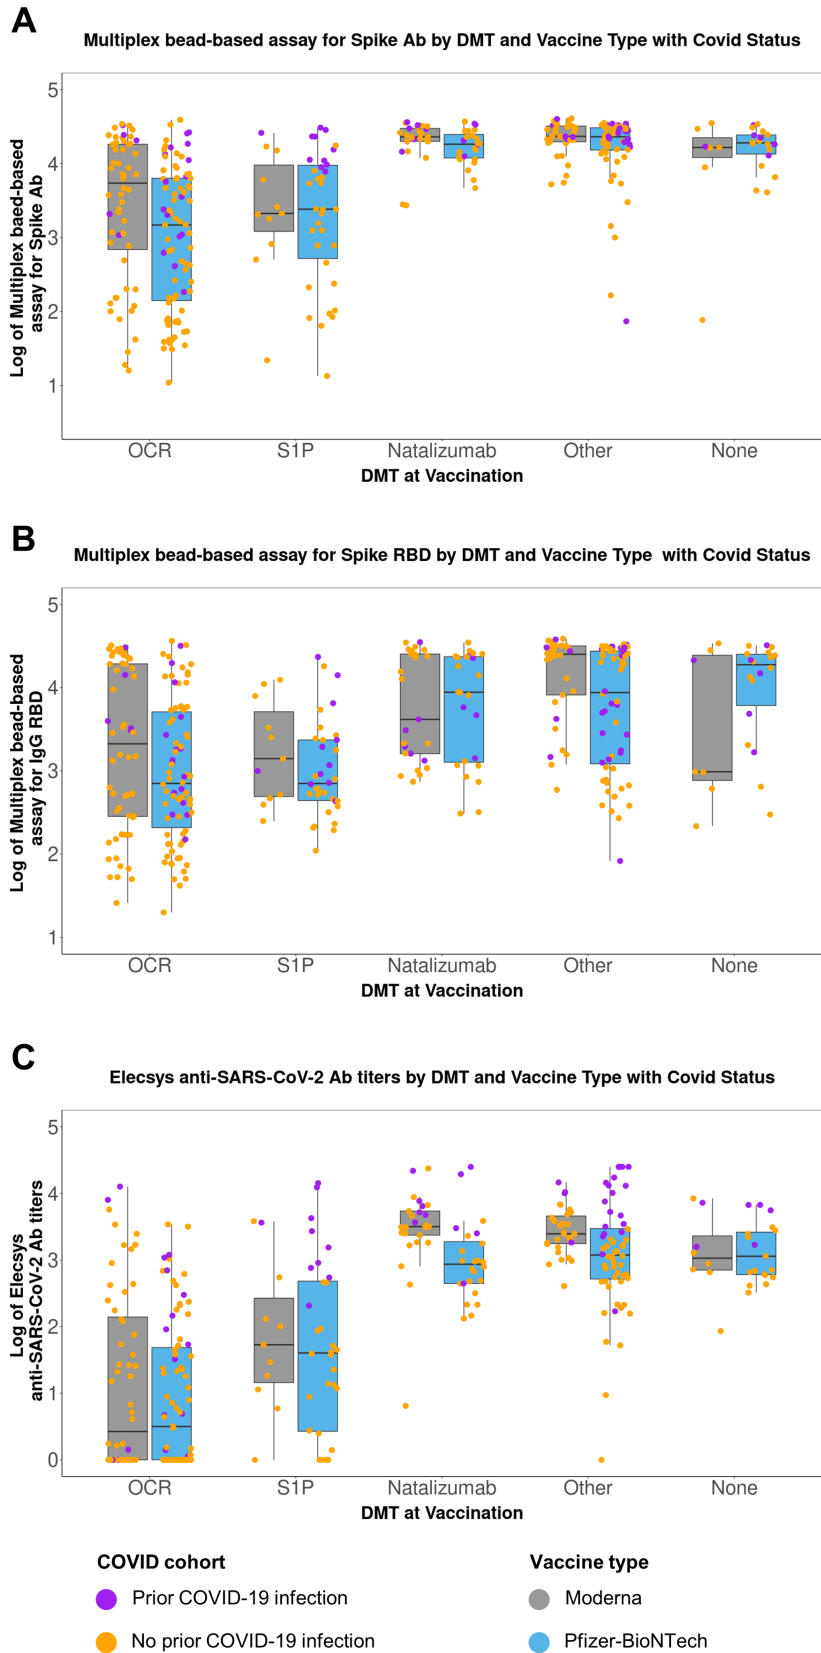 A
Multiplex bead-based assay for Spike Ab by DMT and Vaccine Type with Covid Status
Log of Multiplex baed-based
assay for Spike Ab
5
4
3
2
1
OCR S1P Natalizumab Other None
DMT at Vaccination
B
Multiplex bead-based assay for Spike RBD by DMT and Vaccine Type with Covid Status
Log of Multiplex bead-based
assay for IgG RBD
5
4
3
2
1
OCR S1P Natalizumab Other None
DMT at Vaccination
C
Elecsys anti-SARS-CoV-2 Ab titers by DMT and Vaccine Type with Covid Status
Log of Elecsys
anti-SARS-CoV-2 Ab titers
5
4
3
2
1
0
OCR S1P Natalizumab Other None
DMT at Vaccination
COVID cohort
Prior COVID-19 infection
No prior COVID-19 infection
Vaccine type
Moderna
Pfizer-BioNTech